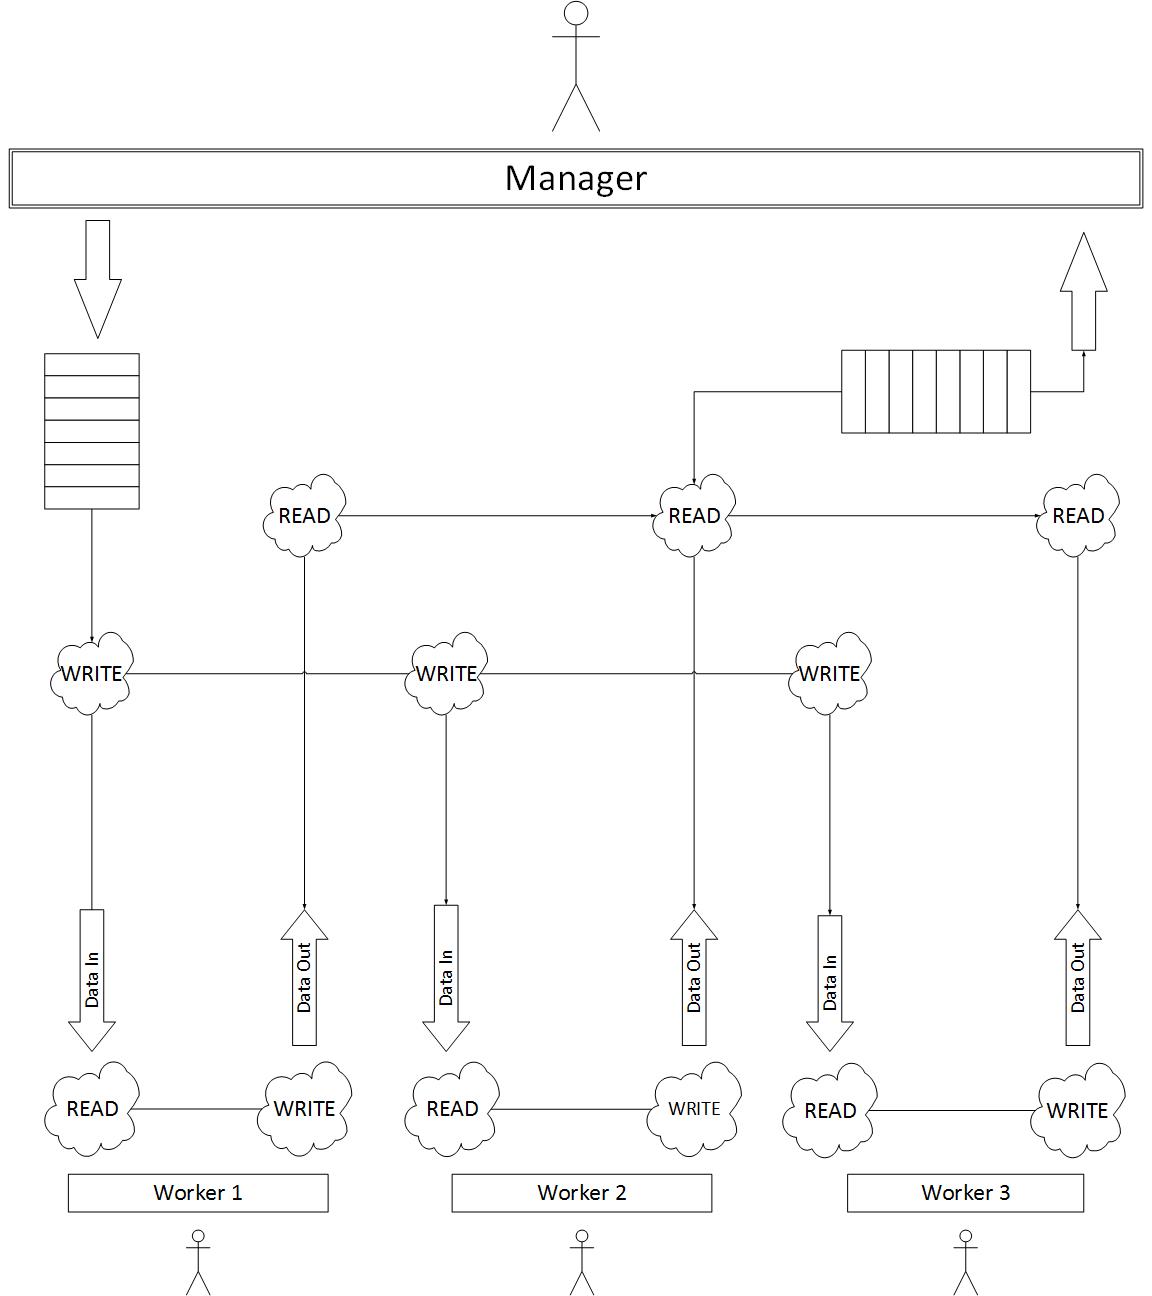 Manager
READ
READ
READ
WRITE
WRITE
WRITE
Data In
Data Out
Data In
Data Out
Data In
Data Out
READ
WRITE
READ
WRITE
READ
WRITE
Worker 1
Worker 2
Worker 3